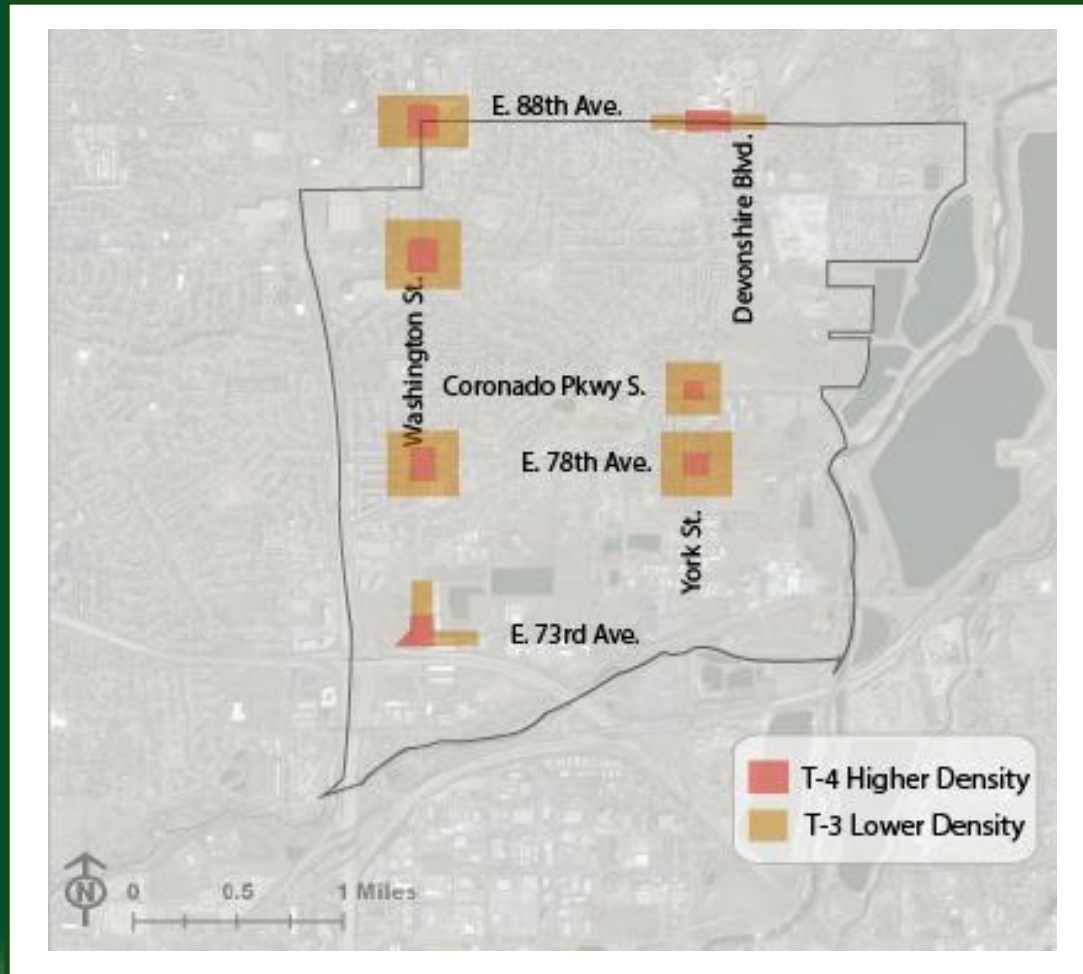 E. 88th Ave.
Devonshire Blvd.
Washington St.
Coronado Pkwy S.
E. 78th Ave.
York St.
E. 73rd Ave.
T-4 Higher Density
T-3 Lower Density
N
0 0.5 1 Miles